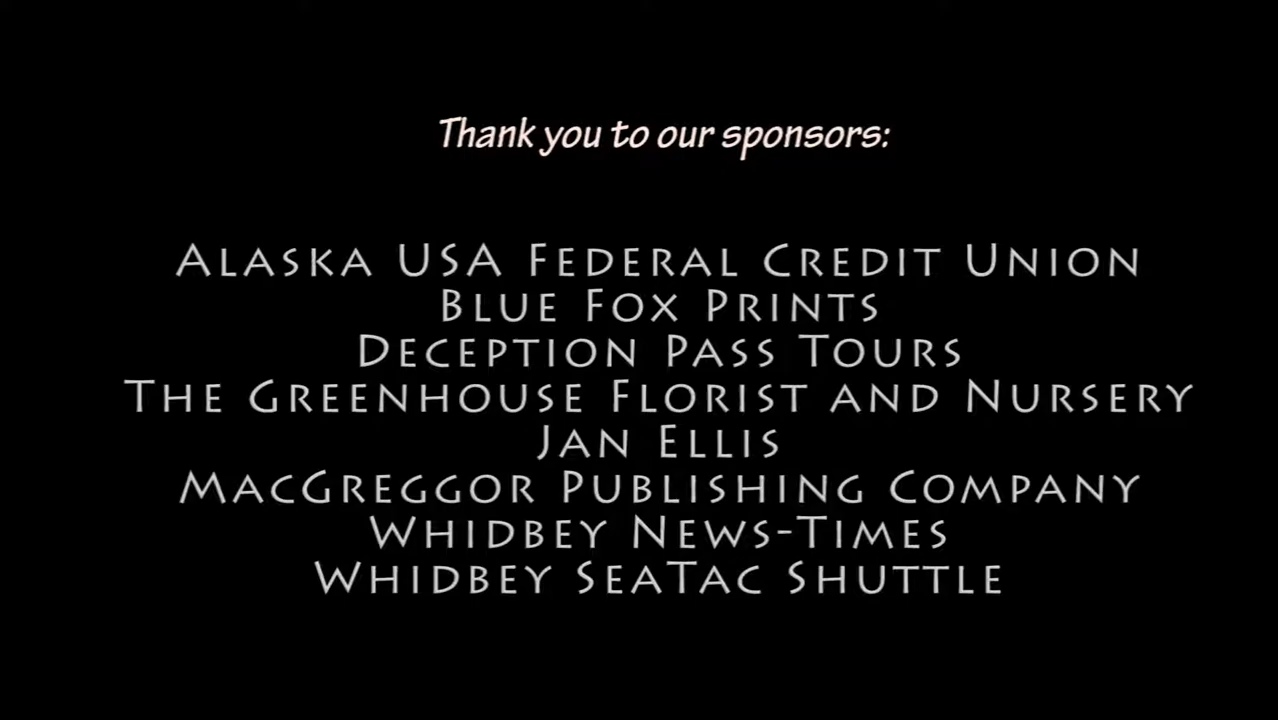 Thank you to our sponsors:
Alaska USA Federal Credit Union
Blue Fox Prints
Deception Pass Tours
The Greenhouse Florist and Nursery
Jan Ellis
MacGreggor Publishing Company
Whidbey News-Times
Whidbey SeaTac Shuttle